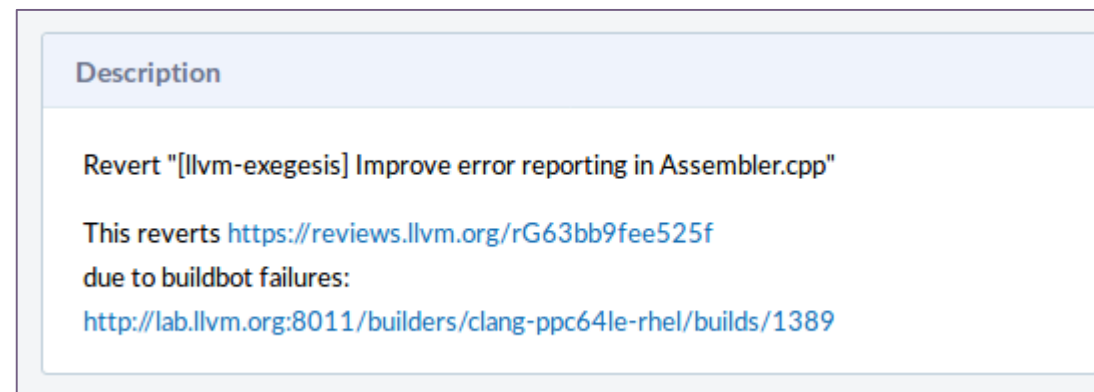 Description
Revert "[llvm-exegesis] Improve error reporting in Assembler.cpp"
This reverts https://reviews.llvm.org/rG63bb9fee525f
due to buildbot failures:
http://lab.llvm.org:8011/builders/clang-ppc64le-rhel/builds/1389